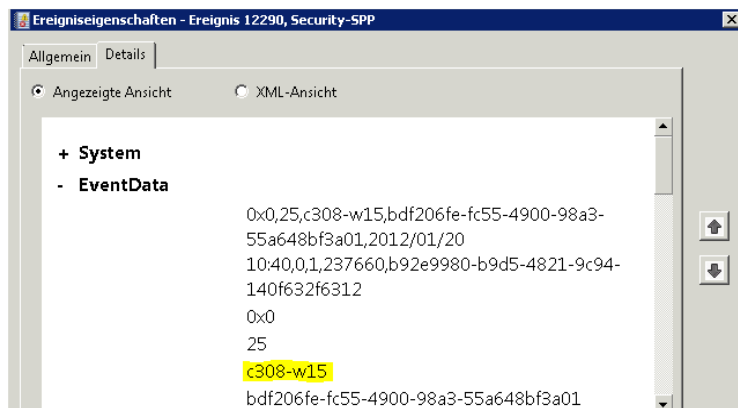 Ereigniseigenschaften - Ereignis 12290, Security-SPP
Allgemein Details
Angezeigte Ansicht XML-Ansicht
+ System
- EventData
0x0,25,c308-w15,bdf206fe-fc55-4900-98a3-
55a648bf3a01,2012/01/20
10:40,0,1,237660,b92e9980-b9d5-4821-9c94-
140f632f6312
0x0
25
c308-w15
bdf206fe-fc55-4900-98a3-55a648bf3a01